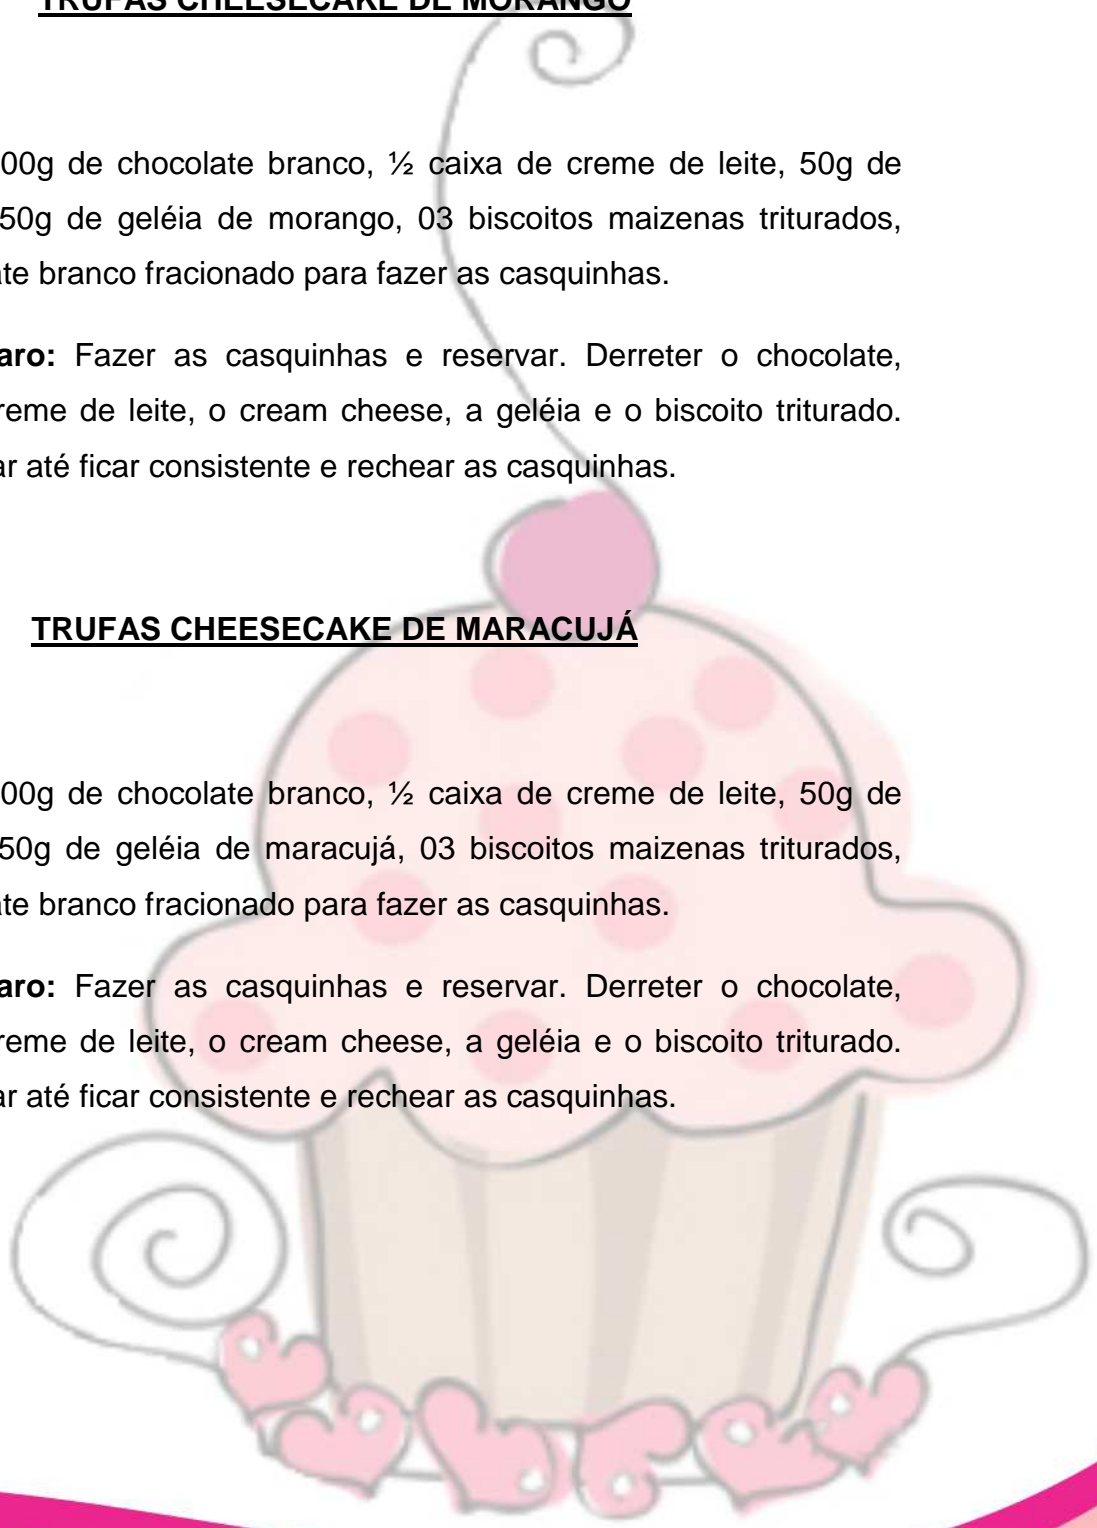 TRUFAS CHEESECAKE DE MORANGO
00g de chocolate branco, ½ caixa de creme de leite, 50g de
50g de geléia de morango, 03 biscoitos maizenas triturados,
te branco fracionado para fazer as casquinhas.
aro: Fazer as casquinhas e reservar. Derreter o chocolate,
reme de leite, o cream cheese, a geléia e o biscoito triturado.
ar até ficar consistente e rechear as casquinhas.
TRUFAS CHEESECAKE DE MARACUJÁ
00g de chocolate branco, ½ caixa de creme de leite, 50g de
50g de geléia de maracujá, 03 biscoitos maizenas triturados,
te branco fracionado para fazer as casquinhas.
aro: Fazer as casquinhas e reservar. Derreter o chocolate,
reme de leite, o cream cheese, a geléia e o biscoito triturado.
ar até ficar consistente e rechear as casquinhas.